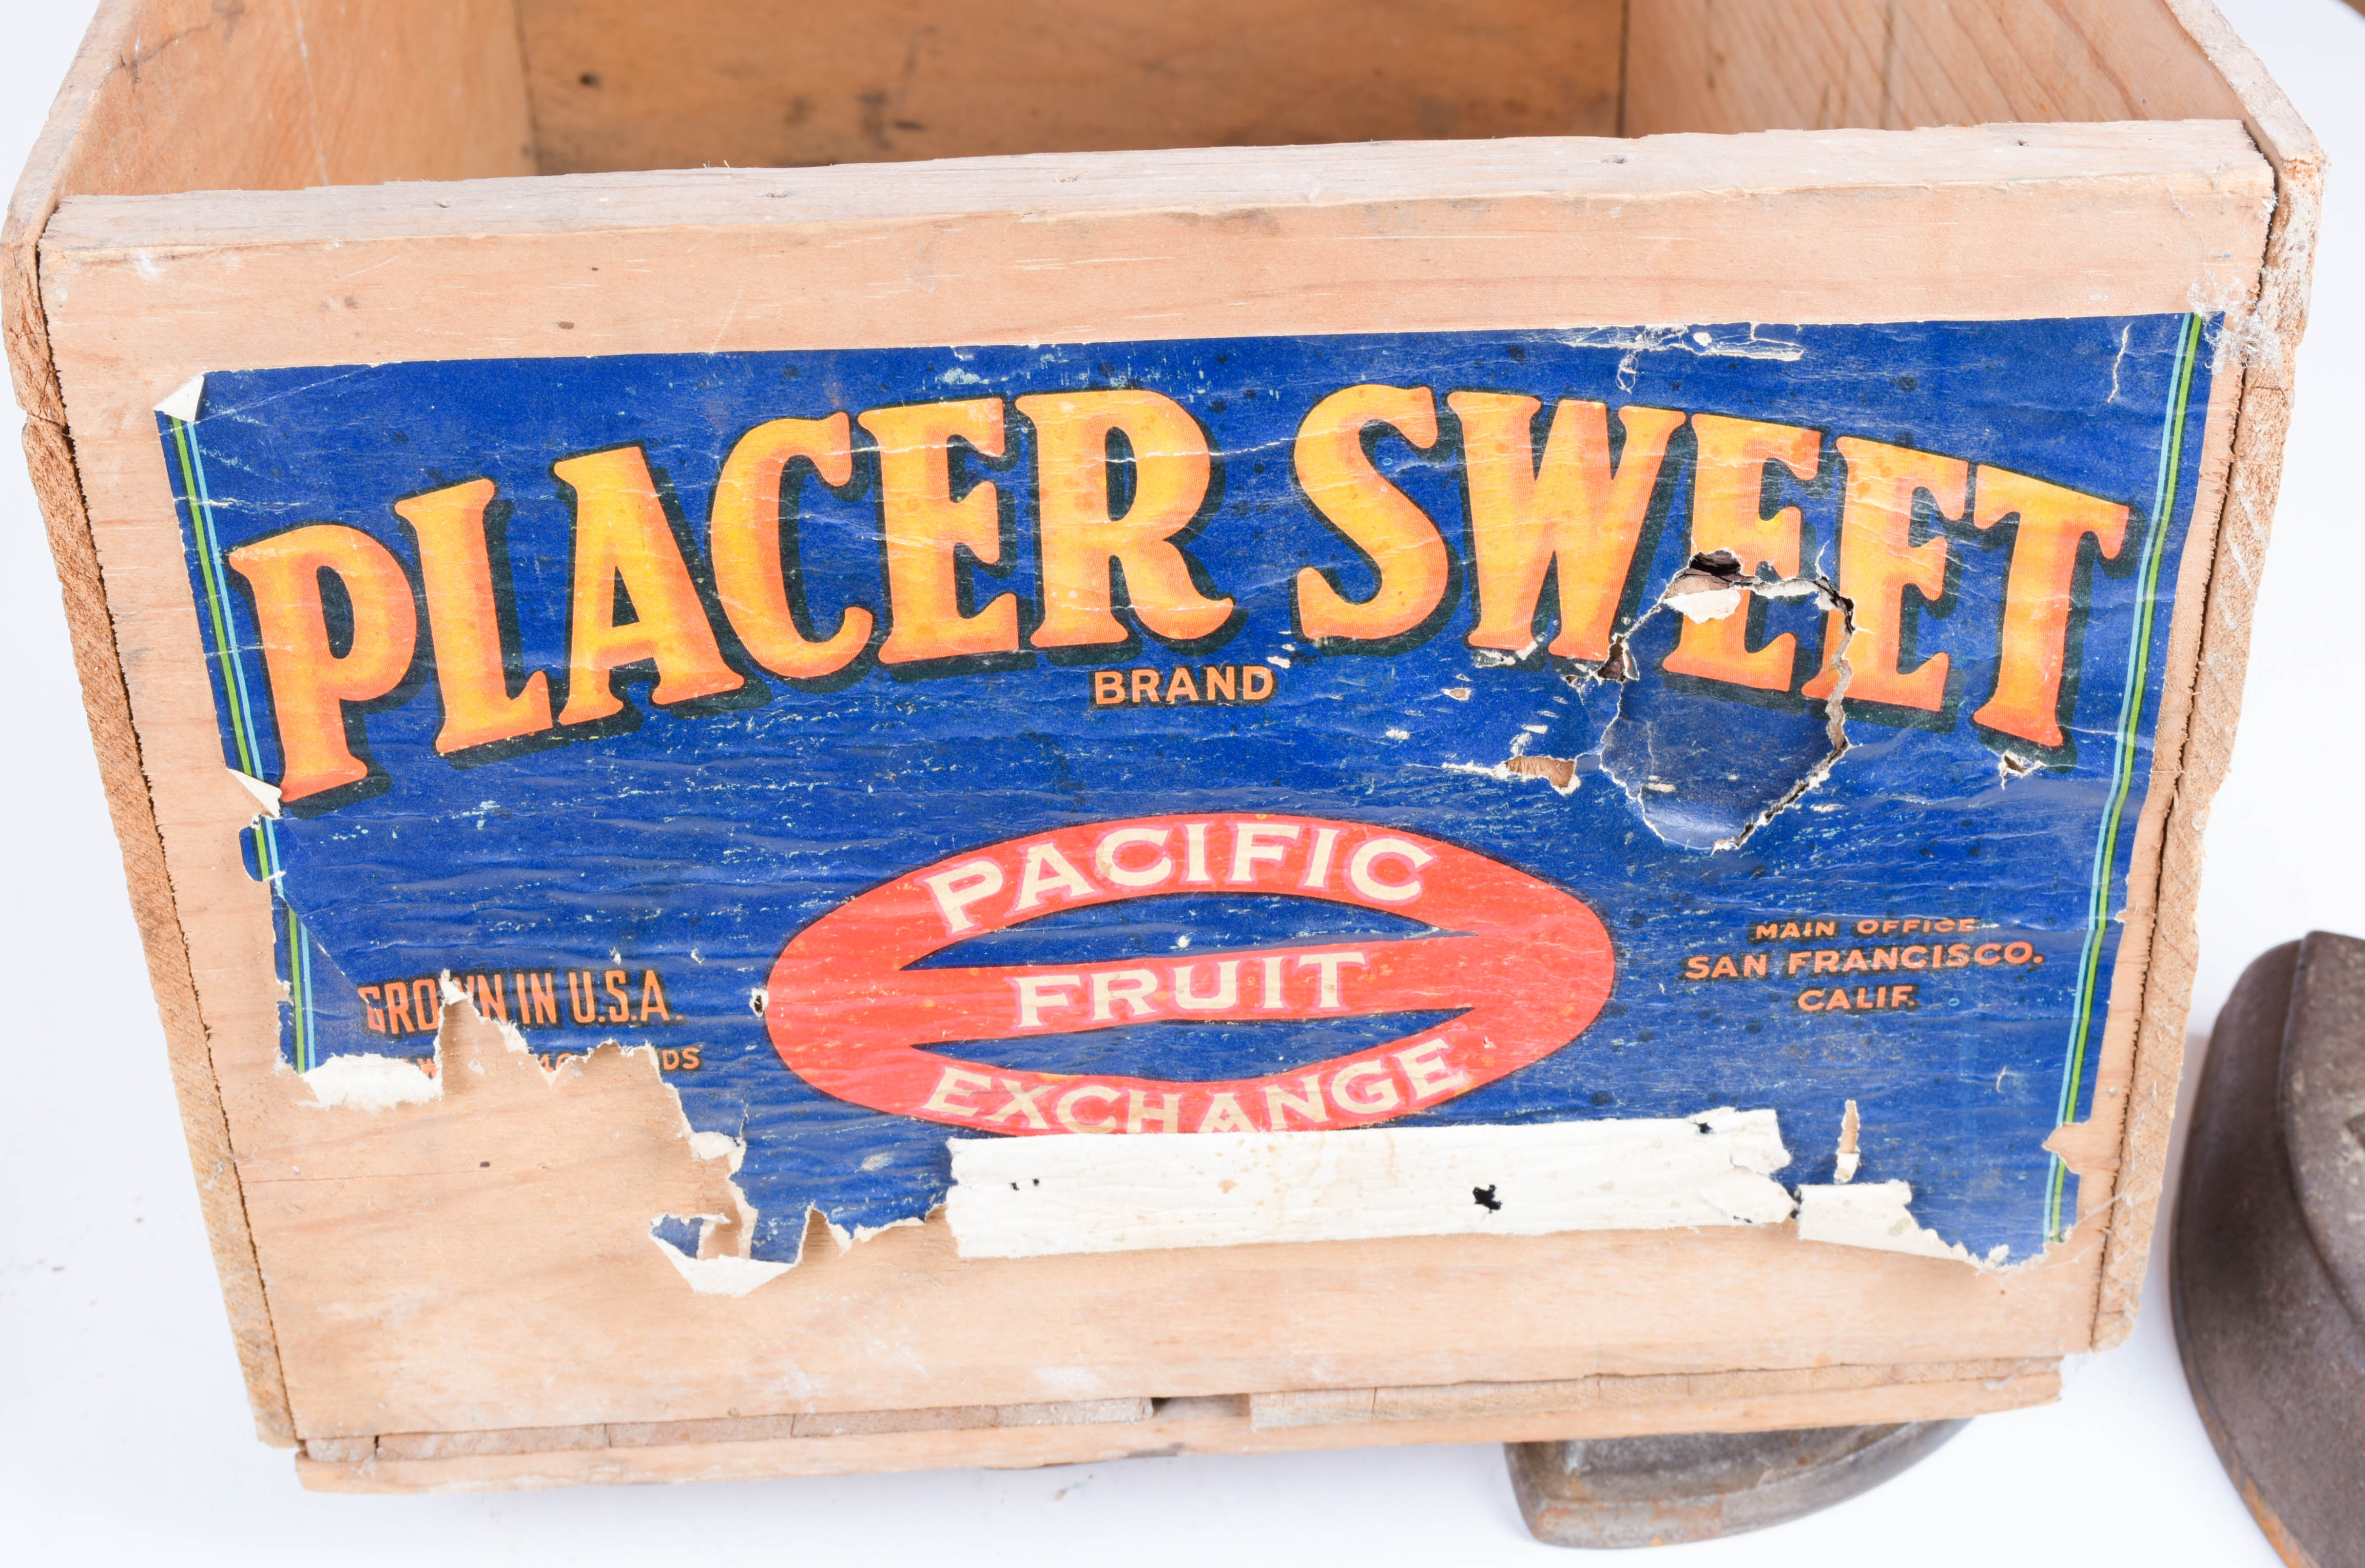 PLACER SWEET
BRAND
PACIFIC
FRUIT
EXCHANGE
GROWN IN U.S.A.
MAIN OFFICE
SAN FRANCISCO.
CALIF.